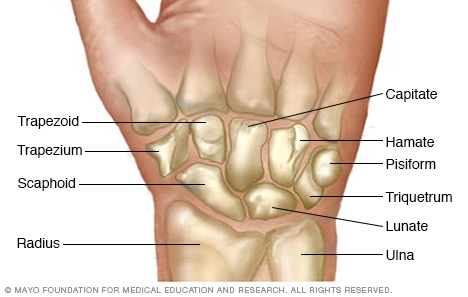 Capitate
Trapezoid
Hamate
Trapezium
Pisiform
Scaphoid
Triquetrum
Lunate
Radius
Ulna
© MAYO FOUNDATION FOR MEDICAL EDUCATION AND RESEARCH. ALL RIGHTS RESERVED.